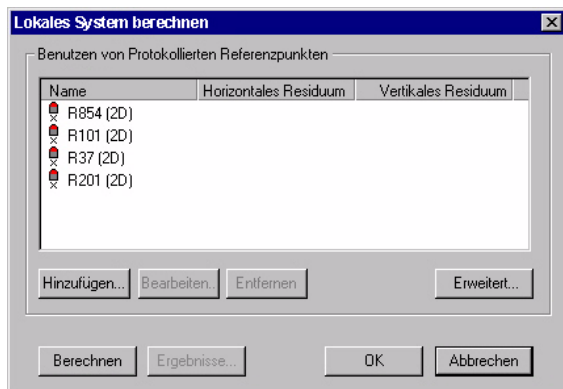 Lokales System berechnen
Benutzen von Protokollierten Referenzpunkten
Name Horizontales Residuum Vertikales Residuum
R854 (2D)
R101 (2D)
R37 (2D)
R201 (2D)
Hinzufügen... Bearbeiten.. Entfernen Erweitert...
Berechnen Ergebnisse... OK Abbrechen